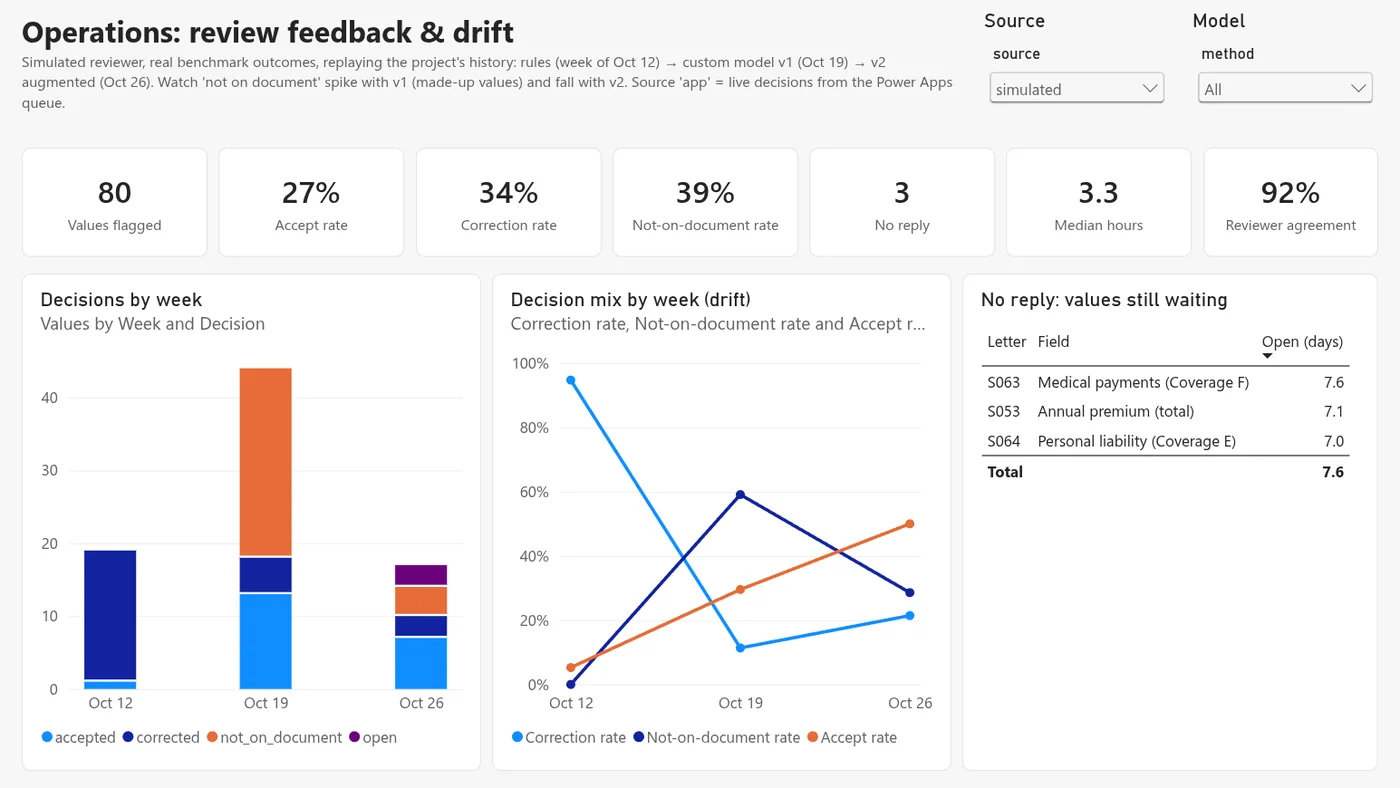 Operations: review feedback & drift
Simulated reviewer, real benchmark outcomes, replaying the project's history: rules (week of Oct 12) → custom model v1 (Oct 19) → v2
augmented (Oct 26). Watch 'not on document' spike with v1 (made-up values) and fall with v2. Source 'app' = live decisions from the Power Apps
queue.
Source
source
simulated
Model
method
All
80
Values flagged
27%
Accept rate
34%
Correction rate
39%
Not-on-document rate
3
No reply
3.3
Median hours
92%
Reviewer agreement
Decisions by week
Values by Week and Decision
40
30
20
10
0
Oct 12 Oct 19 Oct 26
accepted corrected not_on_document open
Decision mix by week (drift)
Correction rate, Not-on-document rate and Accept r...
100%
80%
60%
40%
20%
0%
Oct 12 Oct 19 Oct 26
Correction rate Not-on-document rate Accept rate
No reply: values still waiting
Letter Field Open (days)
S063 Medical payments (Coverage F) 7.6
S053 Annual premium (total) 7.1
S064 Personal liability (Coverage E) 7.0
Total 7.6